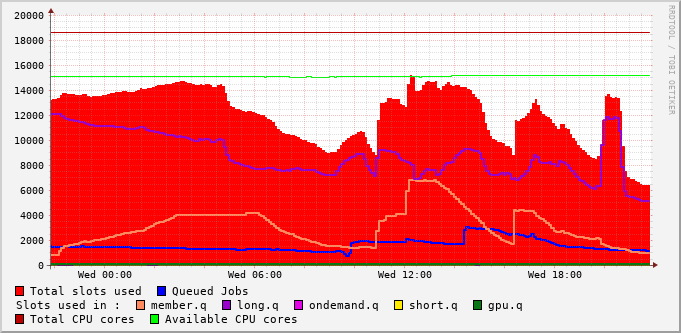 20000
18000
16000
14000
12000
10000
8000
6000
4000
2000
0
Wed 00:00 Wed 06:00 Wed 12:00 Wed 18:00
RRDTOOL / TOBI OETIKER
Total slots used Queued Jobs
Slots used in : member.q long.q ondemand.q short.q gpu.q
Total CPU cores Available CPU cores